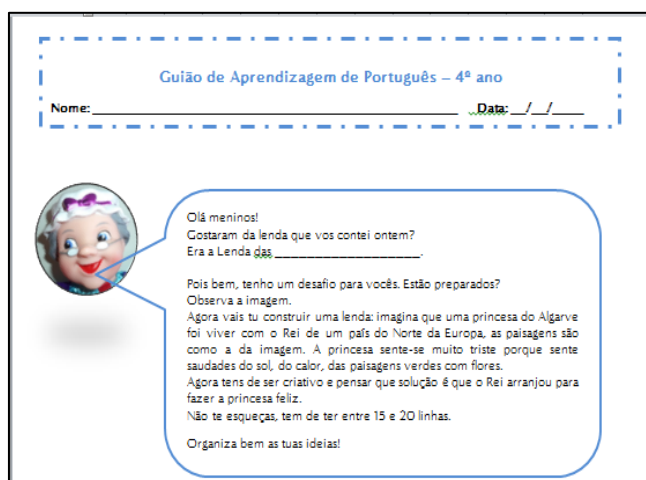 Guião de Aprendizagem de Português – 4º ano
Nome: ______________________________ Data: __/__/____
Olá meninos!
Gostaram da lenda que vos contei ontem?
Era a Lenda das ___________________.
Pois bem, tenho um desafio para vocês. Estão preparados?
Observa a imagem.
Agora vais tu construir uma lenda: imagina que uma princesa do Algarve
foi viver com o Rei de um país do Norte da Europa, as paisagens são
como a da imagem. A princesa sente-se muito triste porque sente
saudades do sol, do calor, das paisagens verdes com flores.
Agora tens de ser criativo e pensar que solução é que o Rei arranjou para
fazer a princesa feliz.
Não te esqueças, tem de ter entre 15 e 20 linhas.
Organiza bem as tuas ideias!